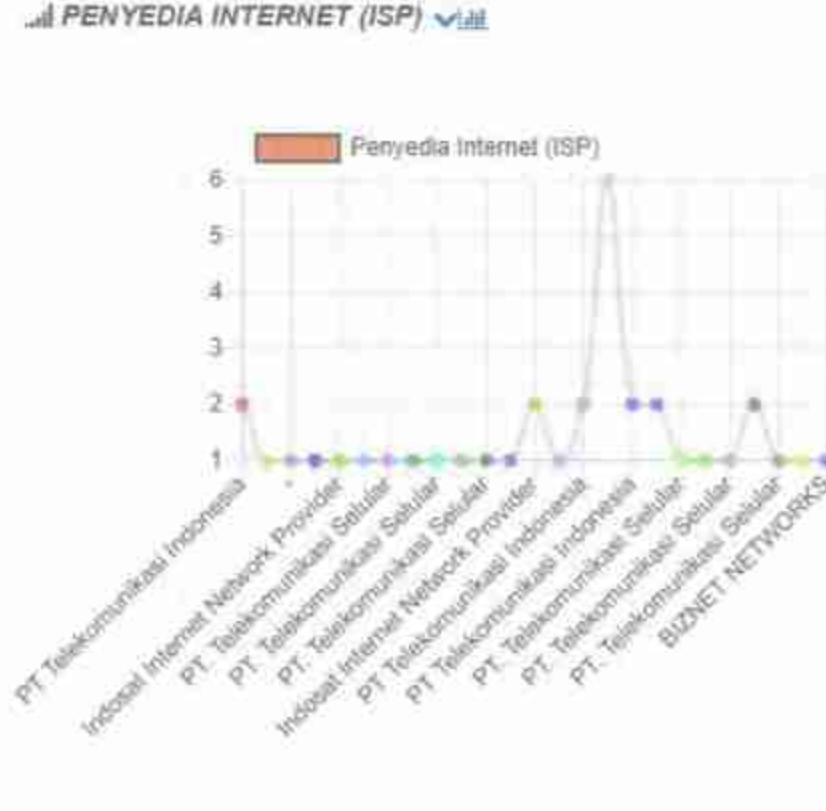 PENYEDIA INTERNET (ISP)
Penyedia Internet (ISP)
6
5
4
3
2
1
PT Telekomunikasi Indonesia
-
Indosat Internet Network Provider
PT. Telekomunikasi Selular
PT. Telekomunikasi Selular
PT. Telekomunikasi Selular
Indosat Internet Network Provider
PT Telekomunikasi Indonesia
PT Telekomunikasi Indonesia
PT. Telekomunikasi Selular
PT. Telekomunikasi Selular
PT. Telekomunikasi Selular
BIZNET NETWORKS